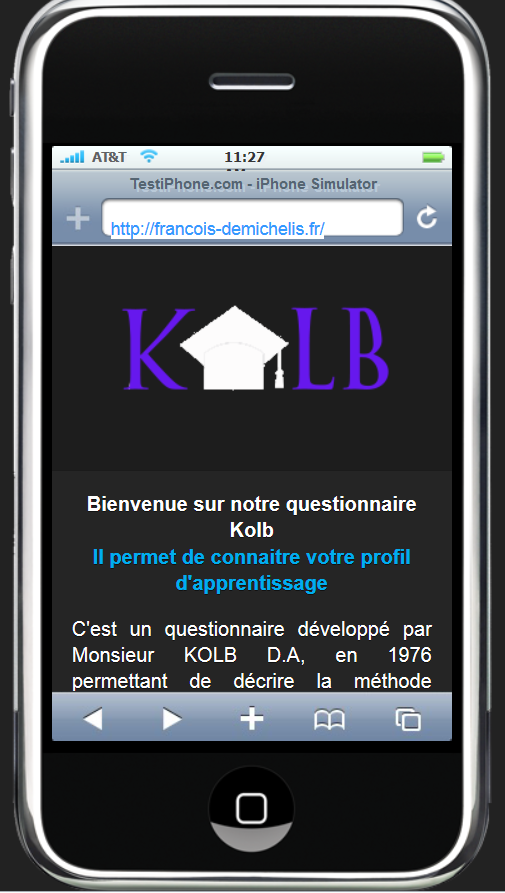 AT&T 11:27
TestiPhone.com - iPhone Simulator
http://francois-demichelis.fr/
K LB
Bienvenue sur notre questionnaire
Kolb
Il permet de connaitre votre profil
d'apprentissage
C'est un questionnaire développé par
Monsieur KOLB D.A, en 1976
permettant de décrire la méthode